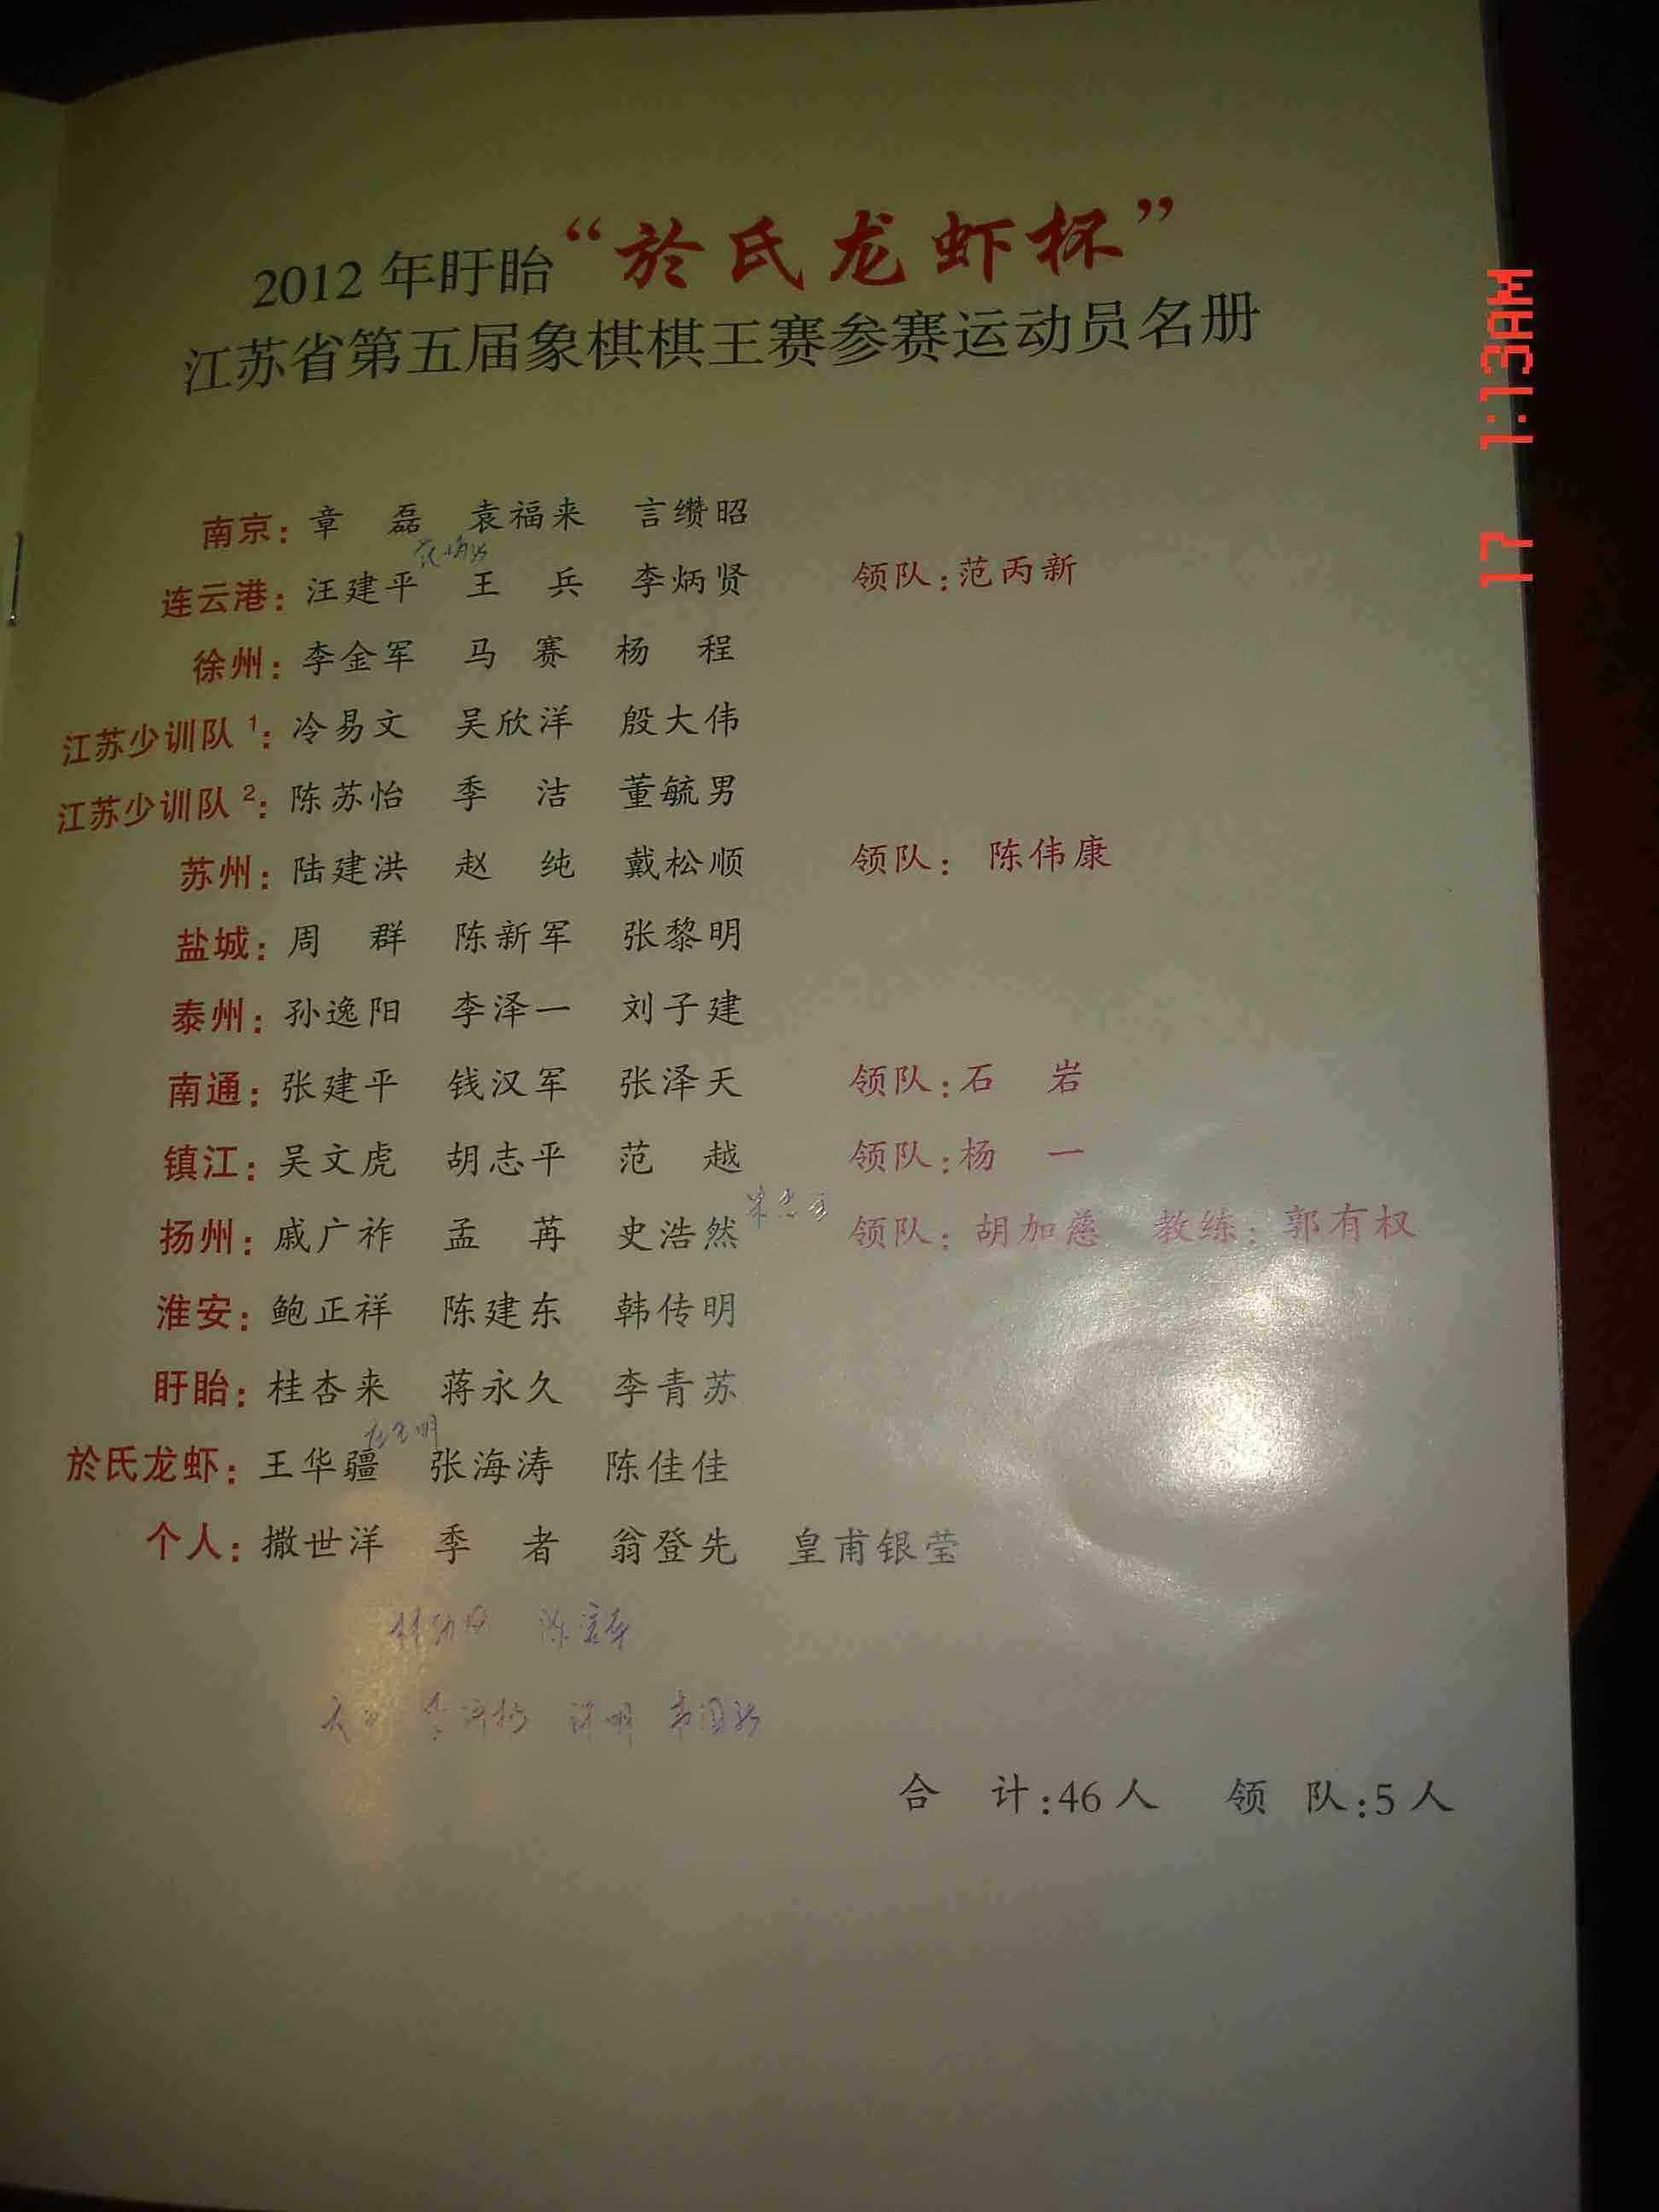 2012年盱眙“於氏龙虾杯”
江苏省第五届象棋棋王赛参赛运动员名册
南京：章 磊 袁福来 言缵昭
连云港：汪建平 王 兵 李炳贤 领队：范丙新
徐州：李金军 马 赛 杨 程
江苏少训队1：冷易文 吴欣洋 殷大伟
江苏少训队2：陈苏怡 季 洁 董毓男
苏州：陆建洪 赵 纯 戴松顺 领队：陈伟康
盐城：周 群 陈新军 张黎明
泰州：孙逸阳 李泽一 刘子建
南通：张建平 钱汉军 张泽天 领队：石 岩
镇江：吴文虎 胡志平 范 越 领队：杨 一
扬州：戚广祚 孟 苒 史浩然 领队：胡加慈 教练：郭有权
淮安：鲍正祥 陈建东 韩传明
盱眙：桂杏来 蒋永久 李青苏
於氏龙虾：王华疆 张海涛 陈佳佳
个人：撒世洋 季 者 翁登先 皇甫银莹
合 计：46人 领 队：5人
17 1:13AM